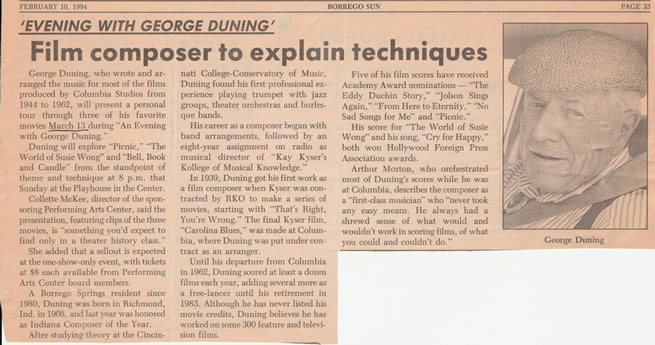 FEBRUARY 10, 1994
BORREGO SUN
PAGE 33
'EVENING WITH GEORGE DUNING'
Film composer to explain techniques
George Duning, who wrote and ar-
ranged the music for most of the films
produced by Columbia Studios from
1944 to 1962, will present a personal
tour through three of his favorite
movies March 13 during "An Evening
with George Duning."
Duning will explore "Picnic," "The
World of Susie Wong" and "Bell, Book
and Candle" from the standpoint of
theme and technique at 8 p.m. that
Sunday at the Playhouse in the Center.
Collette McKee, director of the spon-
soring Performing Arts Center, said the
presentation, featuring clips of the three
movies, is "something you'd expect to
find only in a theater history class."
She added that a sellout is expected
at the one-show-only event, with tickets
at $8 each available from Performing
Arts Center board members.
A Borrego Springs resident since
1980, Duning was born in Richmond,
Ind. in 1908, and last year was honored
as Indiana Composer of the Year.
After studying theory at the Cincin-
nati College-Conservatory of Music,
Duning found his first professional ex-
perience playing trumpet with jazz
groups, theater orchestras and burles-
que bands.
His career as a composer began with
band arrangements, followed by an
eight-year assignment on radio as
musical director of "Kay Kyser's
Kollege of Musical Knowledge."
In 1939, Duning got his first work as
a film composer when Kyser was con-
tracted by RKO to make a series of
movies, starting with "That's Right,
You're Wrong." The final Kyser film,
"Carolina Blues," was made at Colum-
bia, where Duning was put under con-
tract as an arranger.
Until his departure from Columbia
in 1962, Duning scored at least a dozen
films each year, adding several more as
a free-lancer until his retirement in
1983. Although he has never listed his
movie credits, Duning believes he has
worked on some 300 feature and televi-
sion films.
Five of his film scores have received
Academy Award nominations — "The
Eddy Duchin Story," "Jolson Sings
Again," "From Here to Eternity," "No
Sad Songs for Me" and "Picnic."
His score for "The World of Susie
Wong" and his song, "Cry for Happy,"
both won Hollywood Foreign Press
Association awards.
Arthur Morton, who orchestrated
most of Duning's scores while he was
at Columbia, describes the composer as
a "first-class musician" who "never took
any easy means. He always had a
shrewd sense of what would and
wouldn't work in scoring films, of what
you could and couldn't do."
George Duning